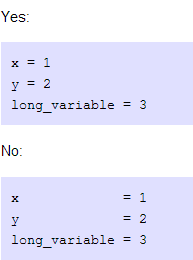 Yes:
x = 1
y = 2
long_variable = 3
No:
x             = 1
y             = 2
long_variable = 3